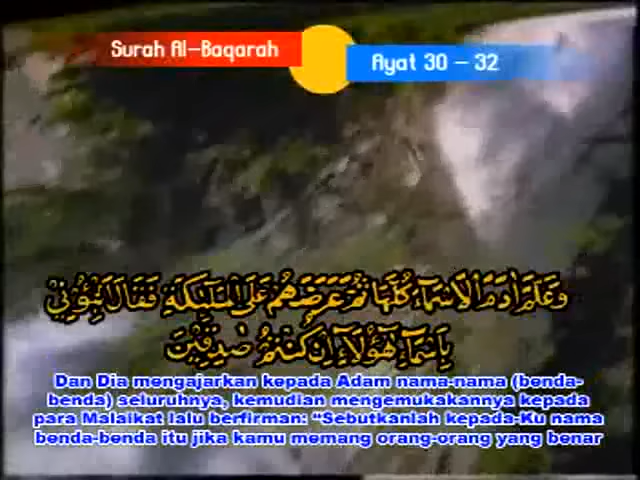 Surah Al-Baqarah
Ayat 30 - 32
وَعَلَّمَ آدَمَ الْأَسْمَاءَ كُلَّهَا ثُمَّ عَرَضَهُمْ عَلَى الْمَلَائِكَةِ فَقَالَ أَنْبِئُونِي
بِأَسْمَاءِ هَٰؤُلَاءِ إِنْ كُنْتُمْ صَادِقِينَ
Dan Dia mengajarkan kepada Adam nama-nama (benda-
benda) seluruhnya, kemudian mengemukakannya kepada
para Malaikat lalu berfirman: "Sebutkanlah kepada-Ku nama
benda-benda itu jika kamu memang orang-orang yang benar